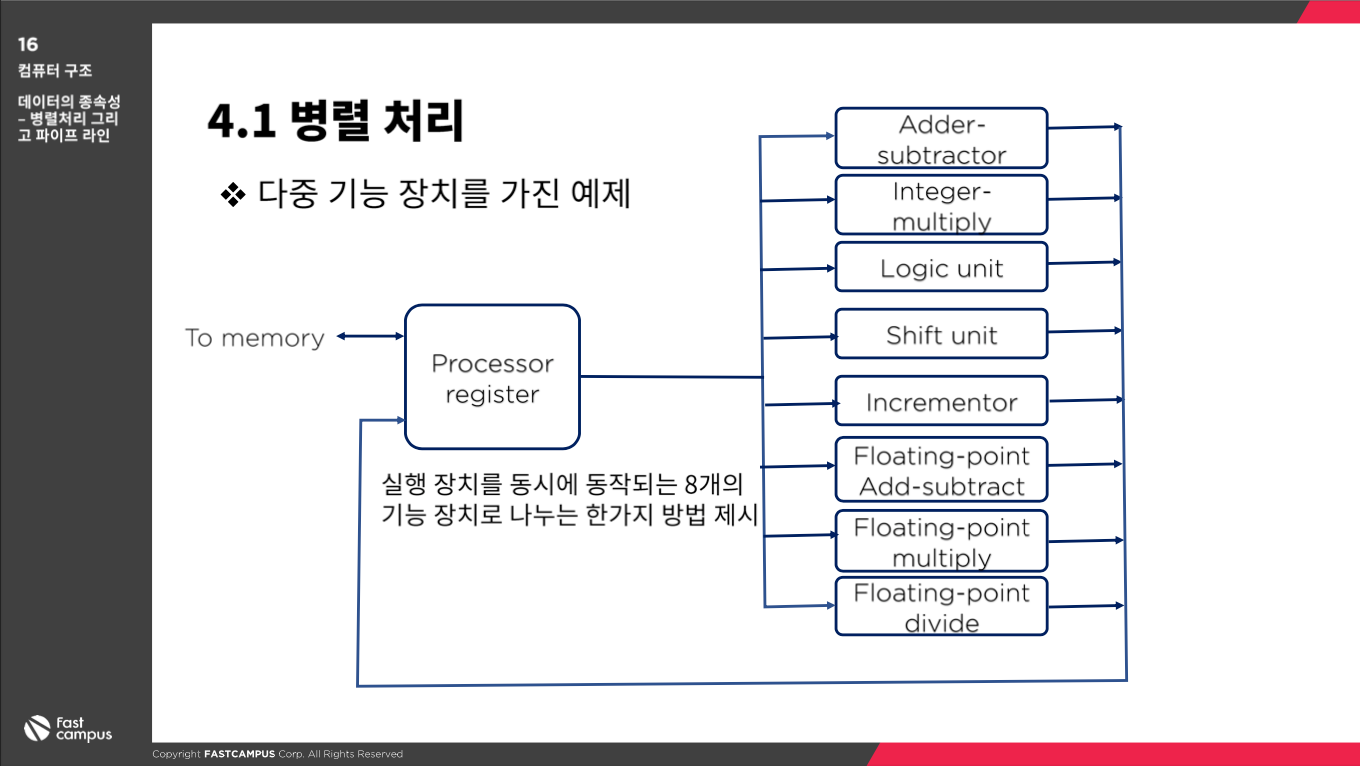 16
컴퓨터 구조
데이터의 종속성
– 병렬처리 그리
고 파이프 라인
4.1 병렬 처리
❖ 다중 기능 장치를 가진 예제
To memory
Processor
register
실행 장치를 동시에 동작되는 8개의
기능 장치로 나누는 한가지 방법 제시
Adder-
subtractor
Integer-
multiply
Logic unit
Shift unit
Incrementor
Floating-point
Add-subtract
Floating-point
multiply
Floating-point
divide
Fast
campus
Copyright FASTCAMPUS Corp. All Rights Reserved